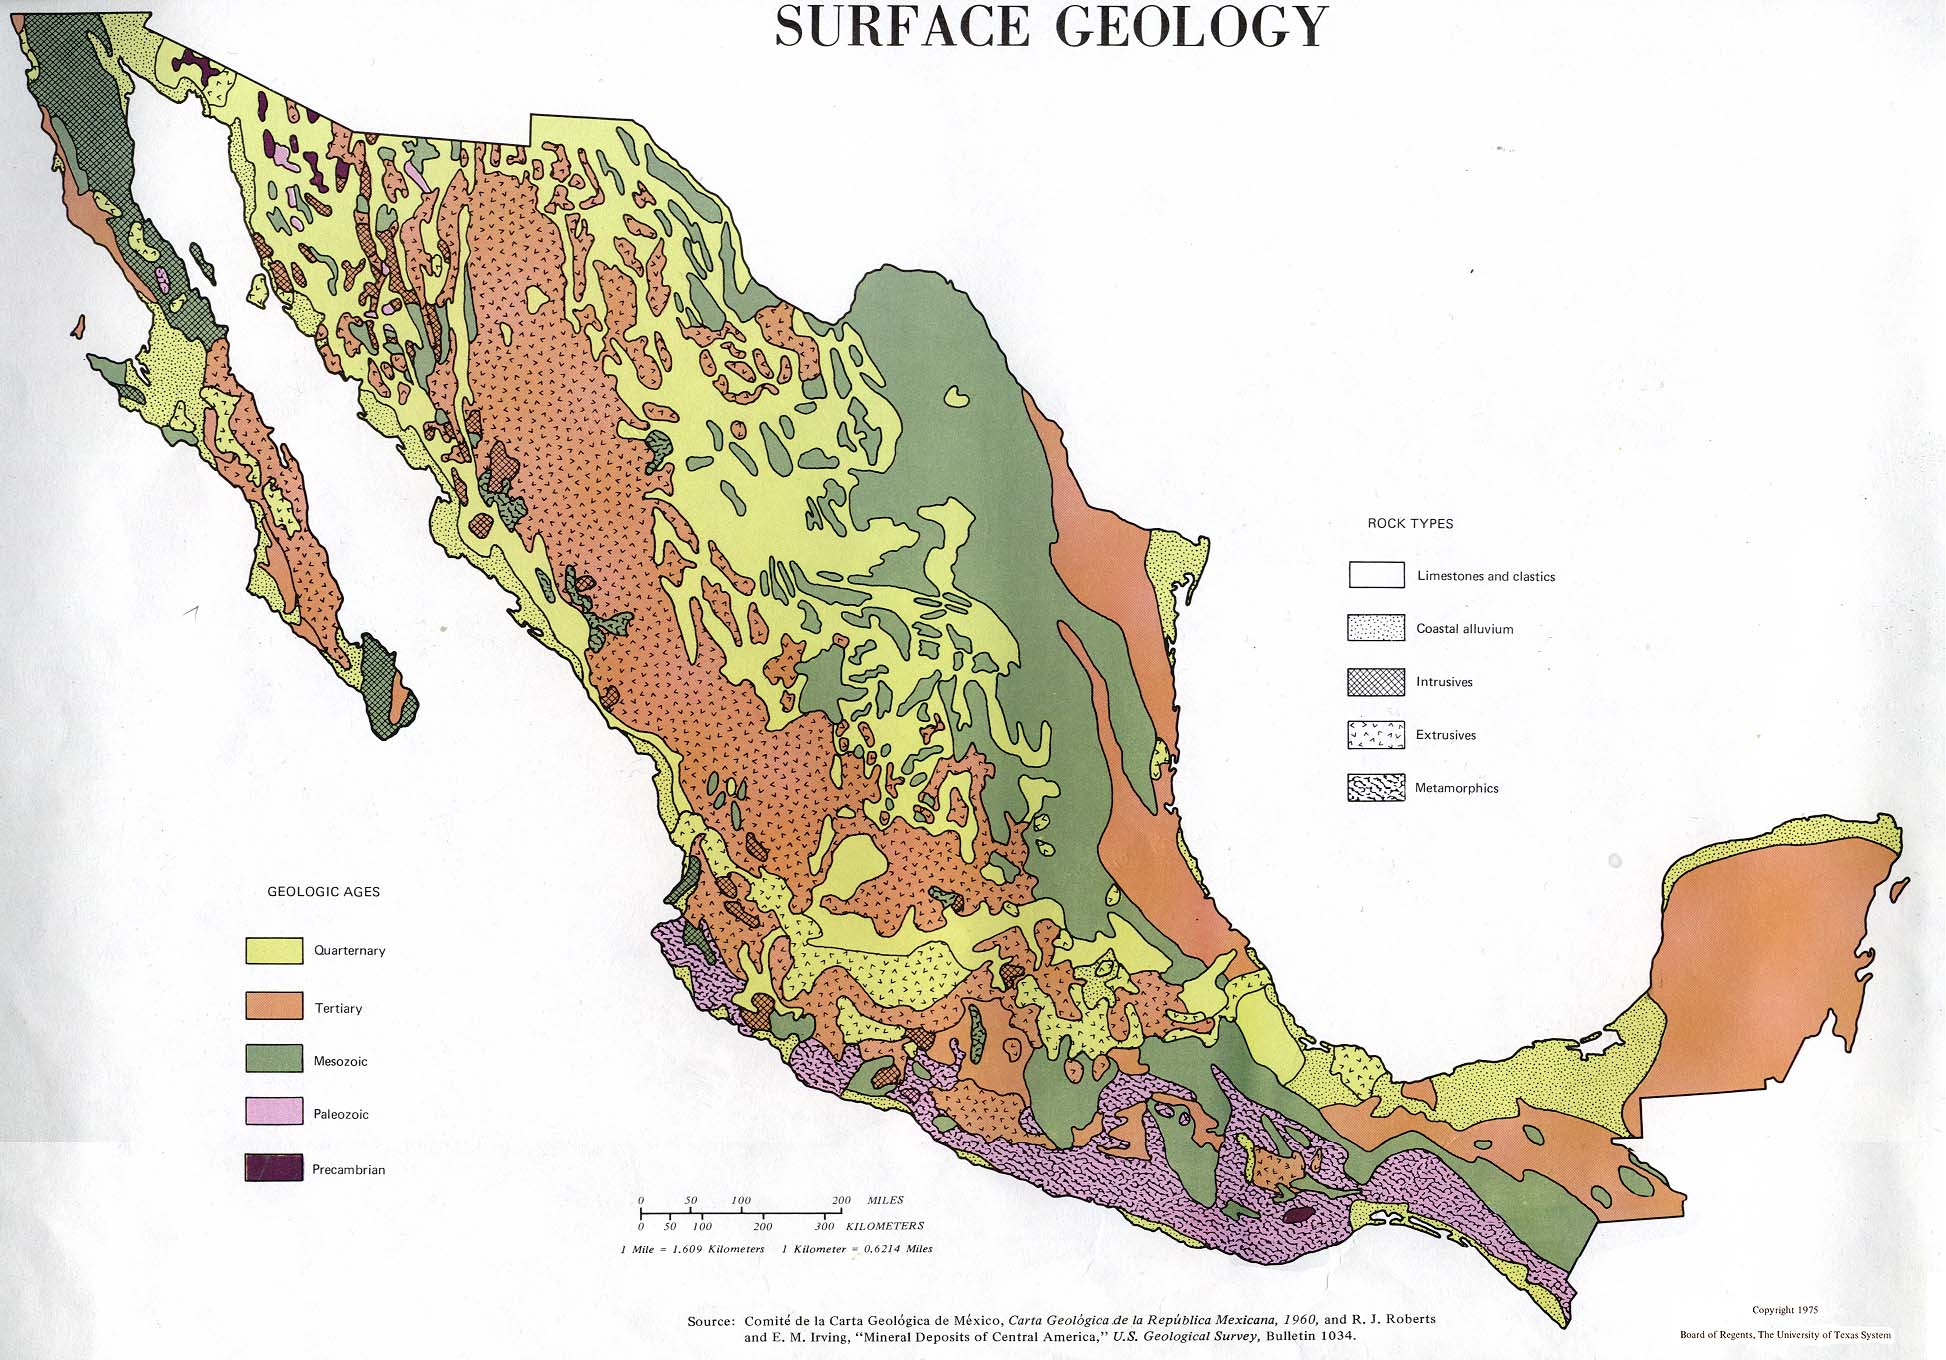 SURFACE GEOLOGY
ROCK TYPES
Limestones and clastics
Coastal alluvium
Intrusives
Extrusives
Metamorphics
GEOLOGIC AGES
Quarternary
Tertiary
Mesozoic
Paleozoic
Precambrian
0 50 100 200 MILES
0 50 100 200 300 KILOMETERS
1 Mile = 1.609 Kilometers 1 Kilometer = 0.6214 Miles
Source: Comité de la Carta Geológica de México, Carta Geológica de la República Mexicana, 1960, and R. J. Roberts
and E. M. Irving, “Mineral Deposits of Central America,” U.S. Geological Survey, Bulletin 1034.
Copyright 1975
Board of Regents, The University of Texas System